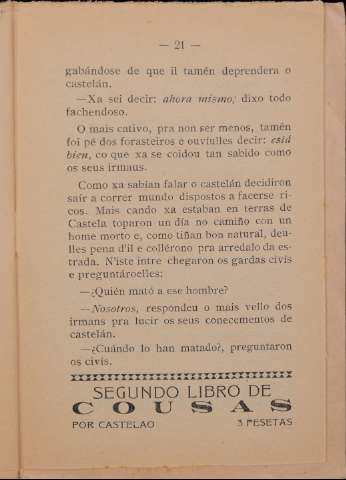 — 21 —
gabándose de que il tamén deprendera o
castelán.
—Xa sei decir: ahora mismo, dixo todo
fachendoso.
O mais cativo, pra non ser menos, tamén
foi pé dos forasteiros e ouvíulles decir: está
bien, co que xa se coidou tan sabido como
os seus irmaus.
Como xa sabían falar o castelán decidiron
saír a correr mundo dispostos a facerse ri-
cos. Mais cando xa estaban en terras de
Castela toparon un día no camiño con un
home morto e, como tiñan bon natural, deu-
lles pena d'il e collérono pra arredalo da es-
trada. N'iste intre chegaron os gardas civís
e preguntároelles:
—¿Quién mató a ese hombre?
—Nosotros, respondeu o mais vello dos
irmans pra lucir os seus conecementos de
castelán.
—¿Cuándo lo han matado?, preguntaron
os civís.
SEGUNDO LIBRO DE
COUSAS
POR CASTELAO 3 PESETAS